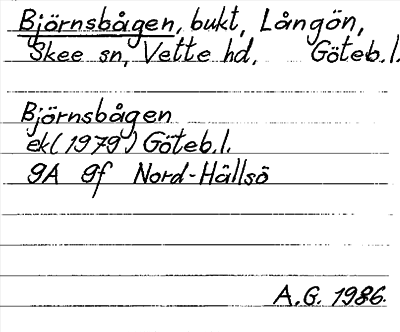 Björnsbågen, bukt, Långön,
Skee sn, Vette hd, Göteb.l.
Björnsbågen
ek(1979) Göteb.l.
9A 9f Nord-Hällsö
A.G. 1986.